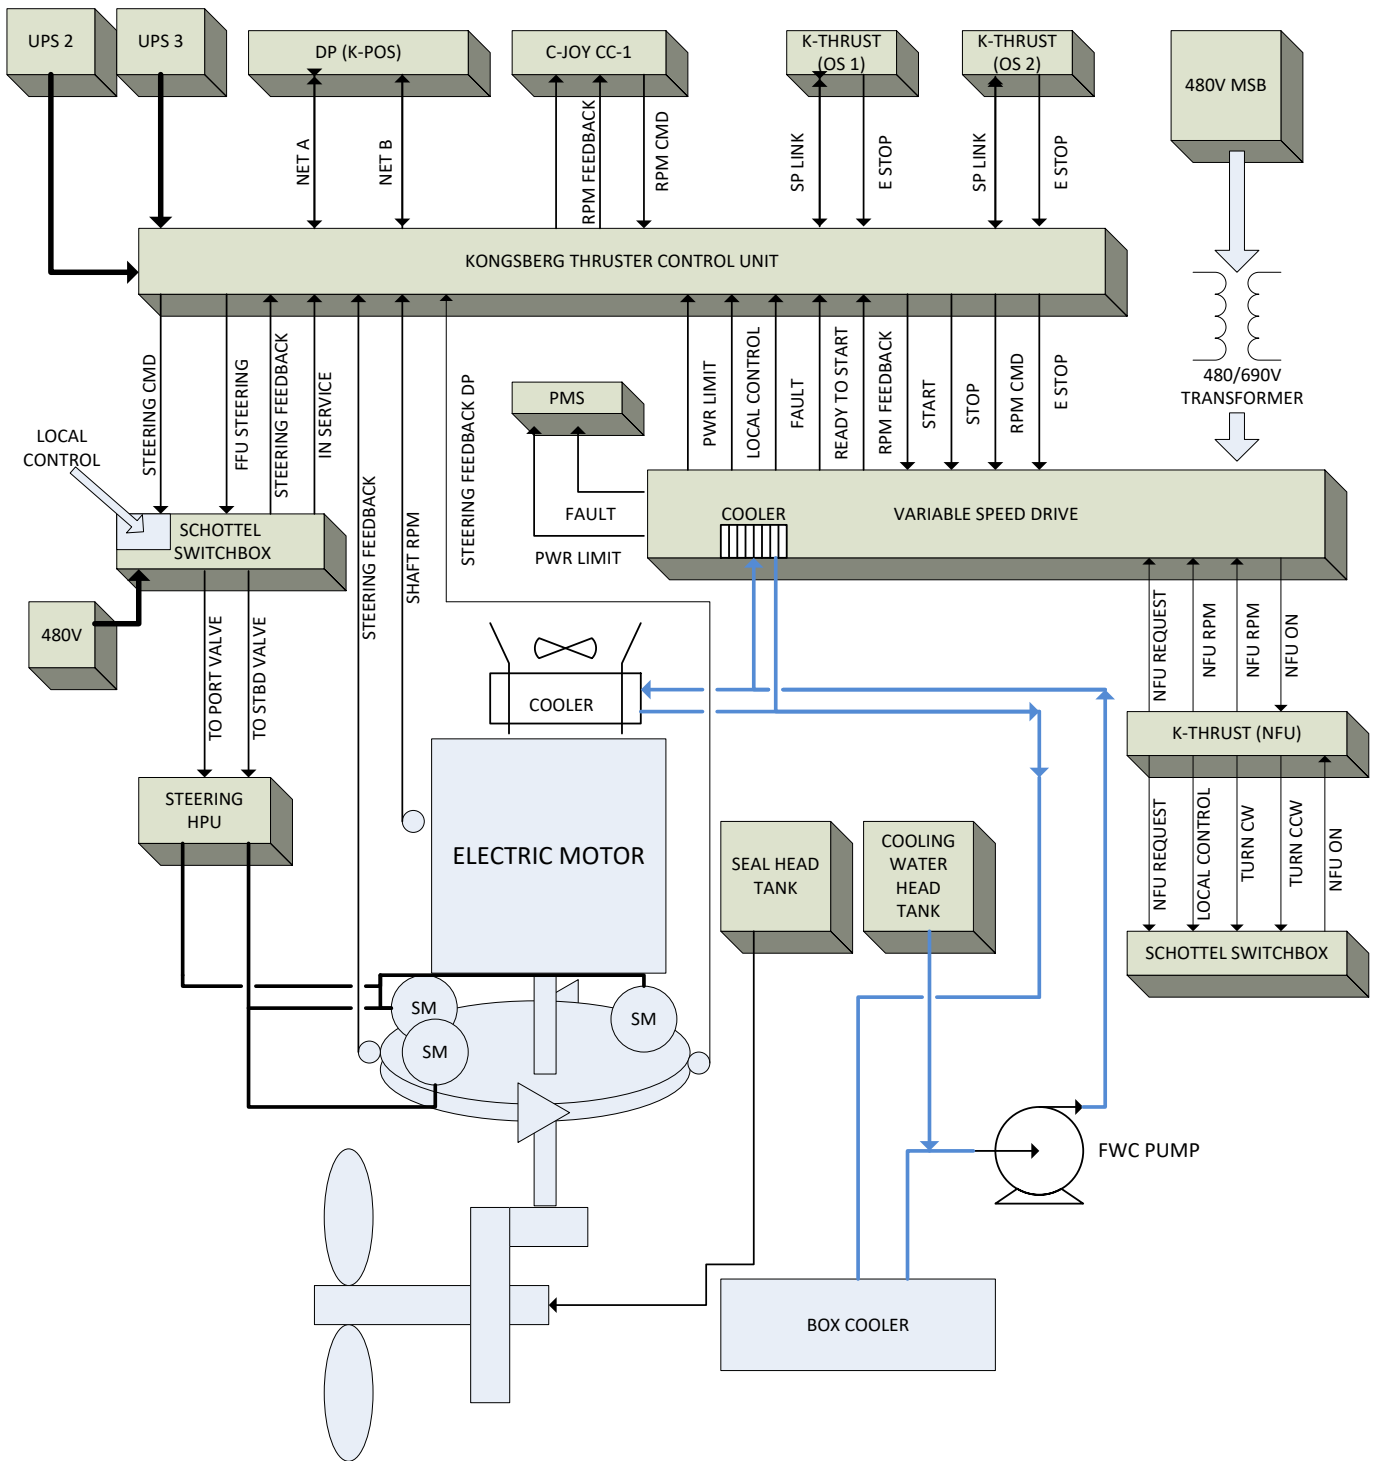 UPS 2
UPS 3
DP (K-POS)
C-JOY CC-1
K-THRUST
(OS 1)
K-THRUST
(OS 2)
480V MSB
NET A
NET B
RPM FEEDBACK
RPM CMD
SP LINK
E STOP
SP LINK
E STOP
KONGSBERG THRUSTER CONTROL UNIT
STEERING CMD
FFU STEERING
STEERING FEEDBACK
IN SERVICE
STEERING FEEDBACK
SHAFT RPM
STEERING FEEDBACK DP
PWR LIMIT
LOCAL CONTROL
FAULT
READY TO START
RPM FEEDBACK
START
STOP
RPM CMD
E STOP
480/690V
TRANSFORMER
PMS
FAULT
PWR LIMIT
LOCAL
CONTROL
SCHOTTEL
SWITCHBOX
480V
COOLER
VARIABLE SPEED DRIVE
TO PORT VALVE
TO STBD VALVE
NFU REQUEST
NFU RPM
NFU RPM
NFU ON
COOLER
K-THRUST (NFU)
STEERING
HPU
ELECTRIC MOTOR
SEAL HEAD
TANK
COOLING
WATER
HEAD
TANK
NFU REQUEST
LOCAL CONTROL
TURN CW
TURN CCW
NFU ON
SCHOTTEL SWITCHBOX
SM
SM
SM
FWC PUMP
BOX COOLER